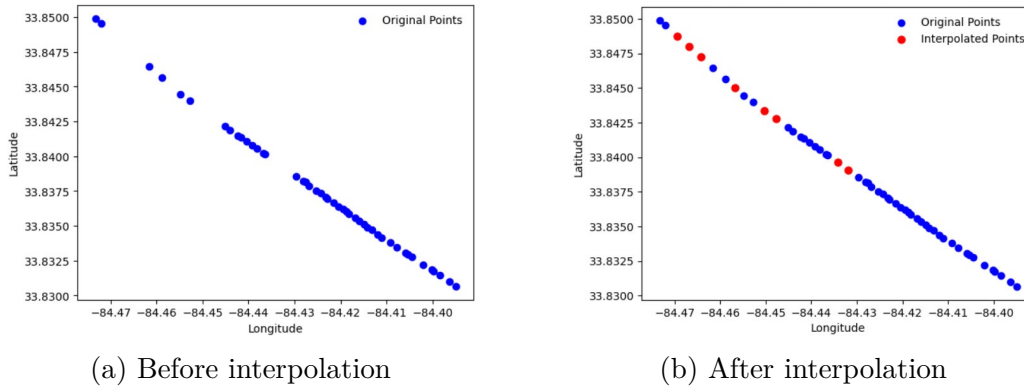 33.8500
33.8475
33.8450
33.8425
33.8400
33.8375
33.8350
33.8325
33.8300
Latitude
Original Points
−84.47 −84.46 −84.45 −84.44 −84.43 −84.42 −84.41 −84.40
Longitude
(a) Before interpolation
33.8500
33.8475
33.8450
33.8425
33.8400
33.8375
33.8350
33.8325
33.8300
Latitude
Original Points
Interpolated Points
−84.47 −84.46 −84.45 −84.44 −84.43 −84.42 −84.41 −84.40
Longitude
(b) After interpolation